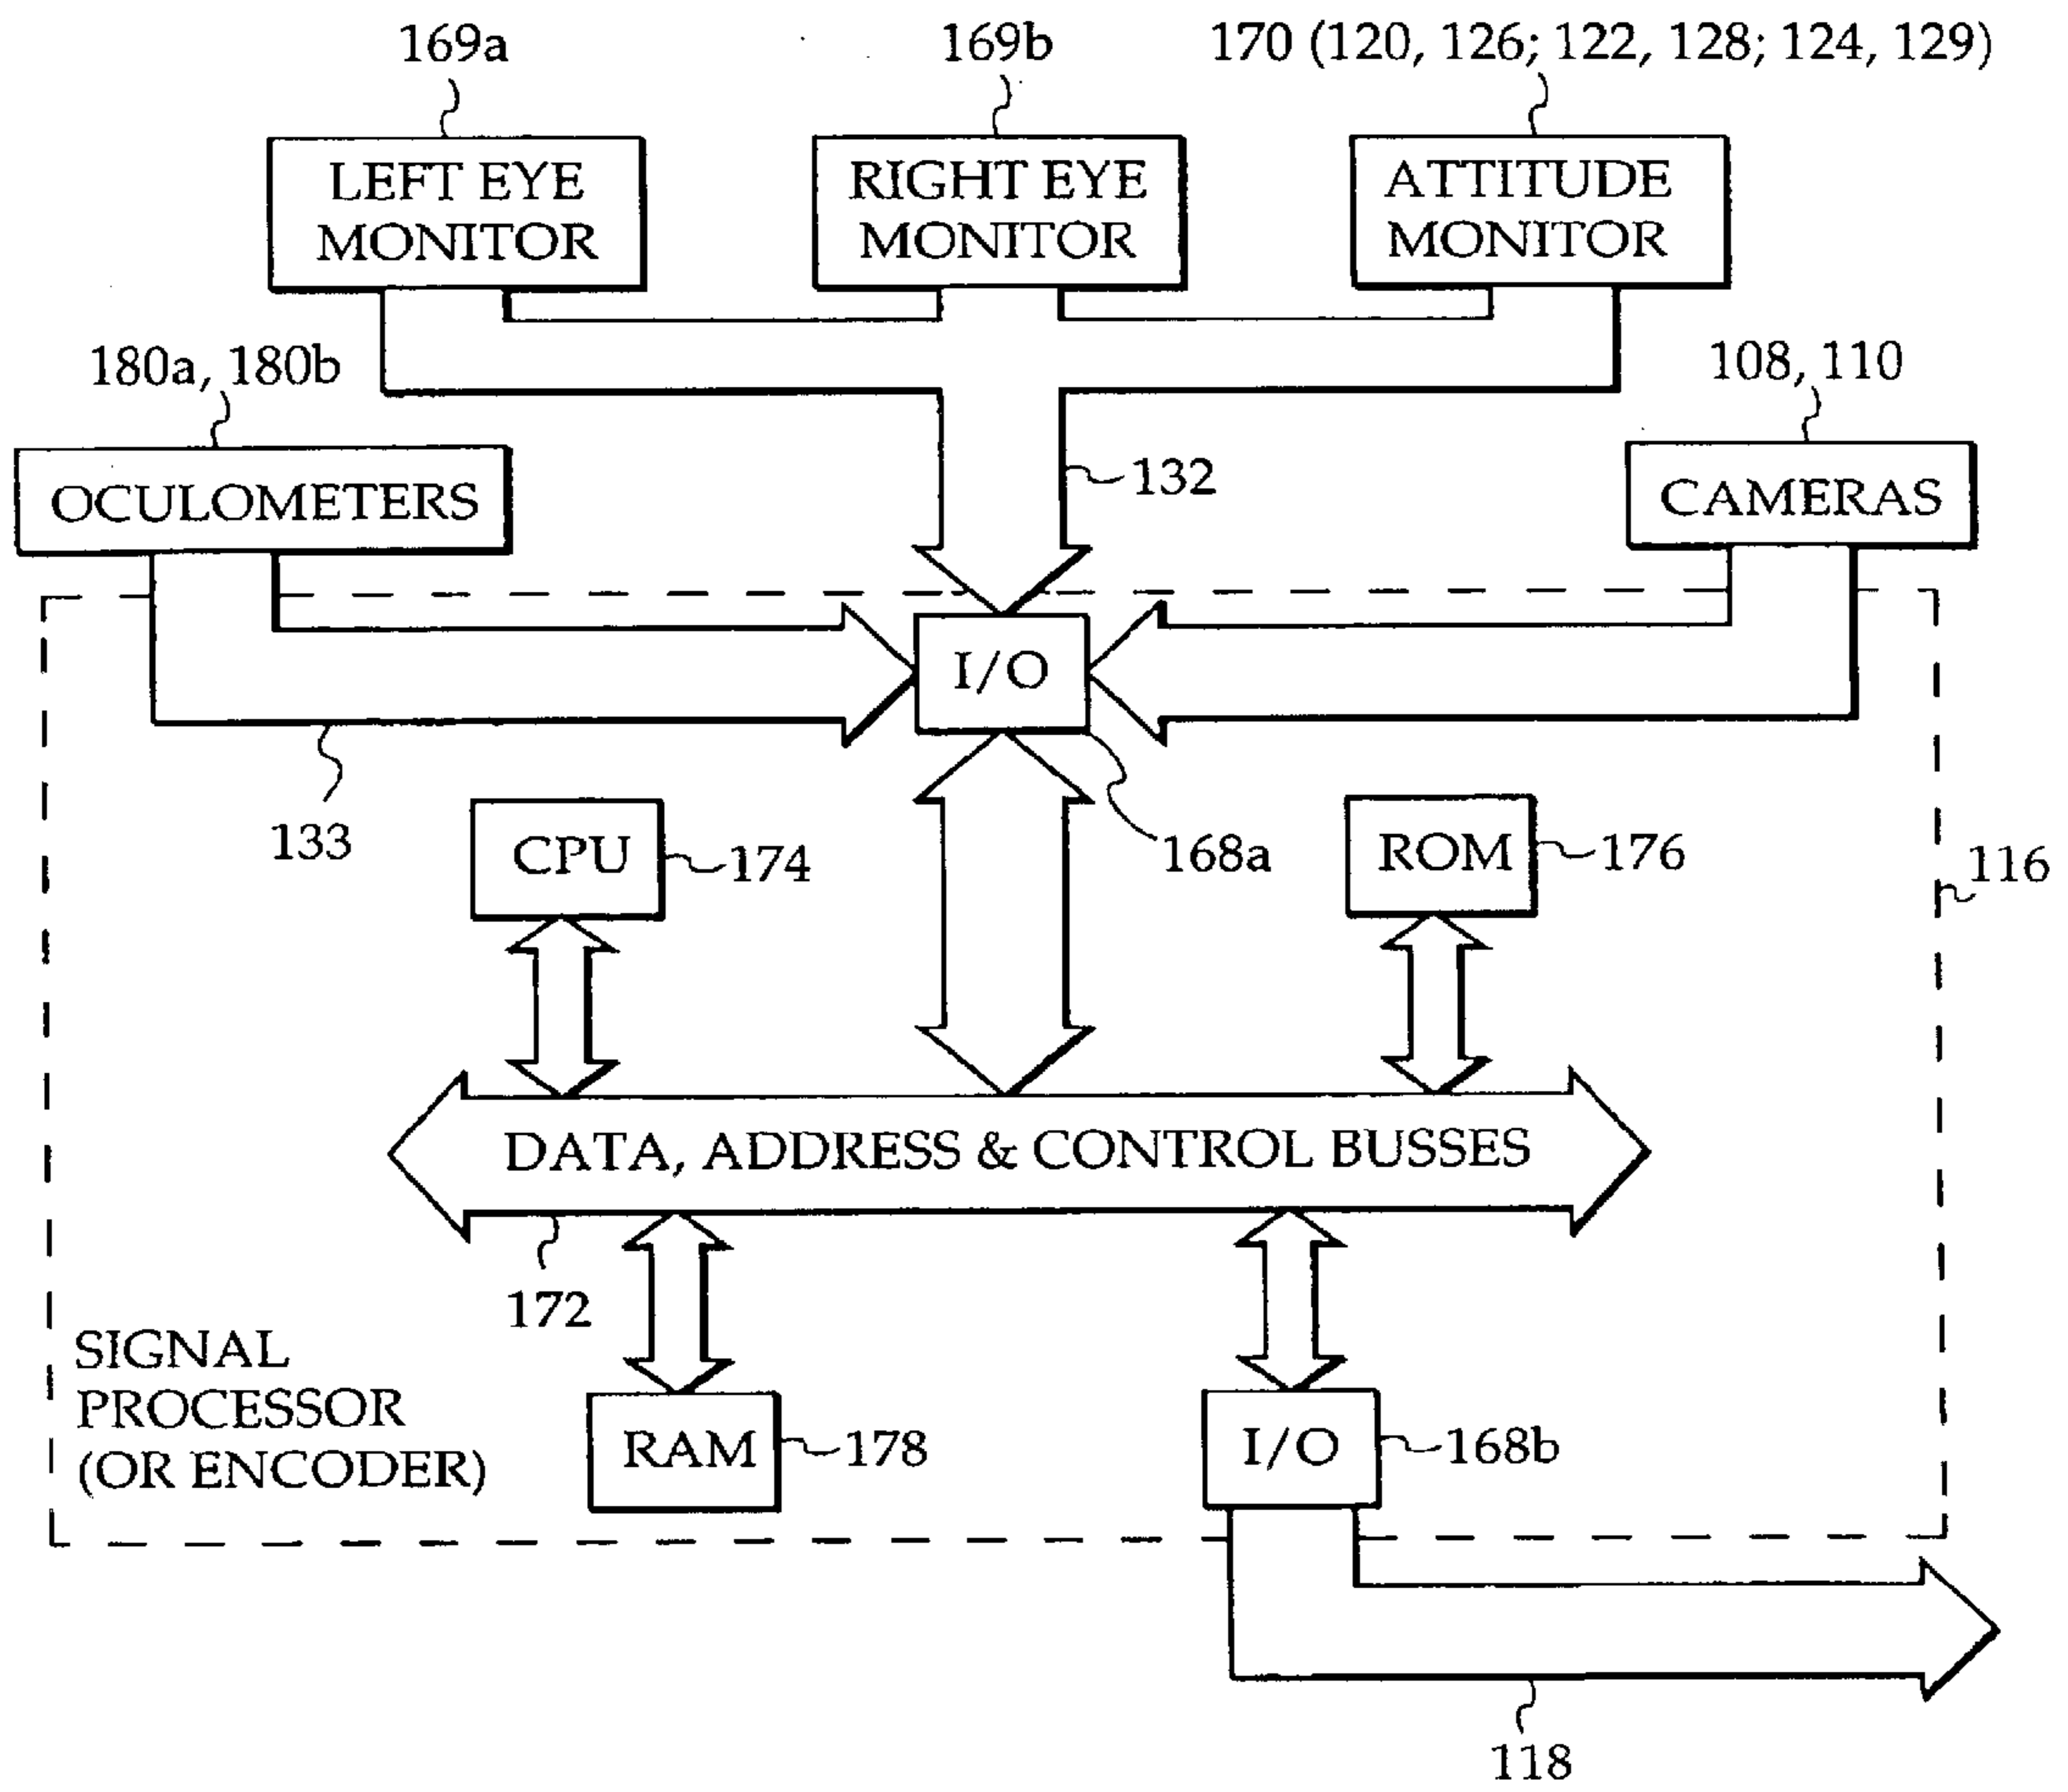 169a
169b
170 (120, 126; 122, 128; 124, 129)
LEFT EYE
MONITOR
RIGHT EYE
MONITOR
ATTITUDE
MONITOR
180a, 180b
108, 110
OCULOMETERS
132
CAMERAS
I/O
133
CPU
174
168a
ROM
176
116
DATA, ADDRESS & CONTROL BUSSES
172
SIGNAL
PROCESSOR
(OR ENCODER)
RAM
178
I/O
168b
118